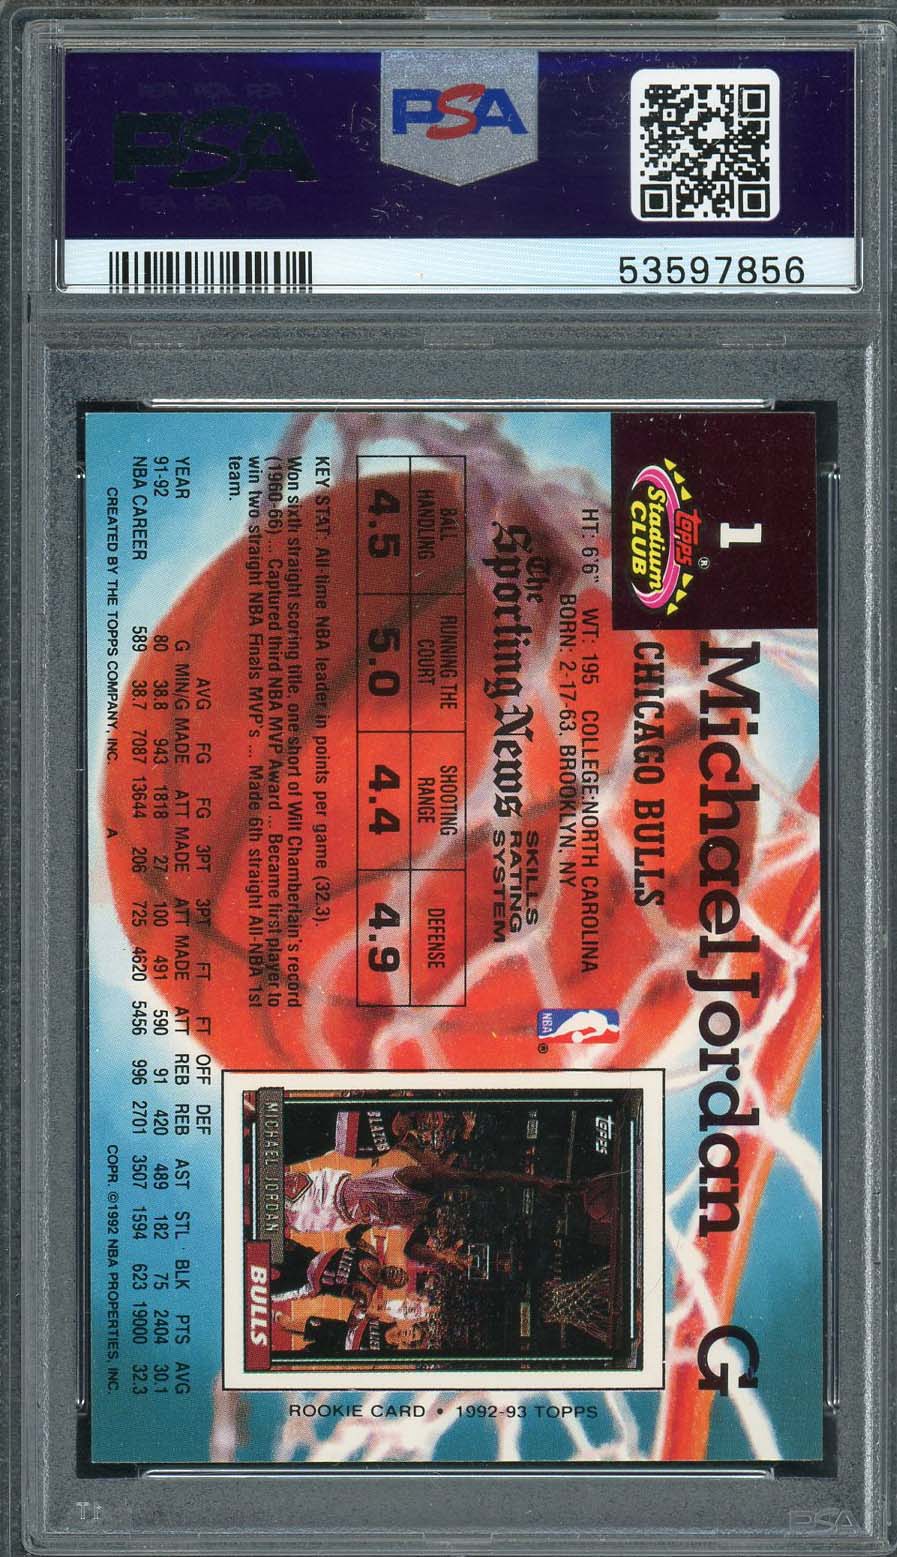 PSA
PSA
53597856
1
TOPPS
Stadium
CLUB
®
Michael Jordan G
CHICAGO BULLS
HT: 6'6" WT: 195 COLLEGE: NORTH CAROLINA
BORN: 2-17-63, BROOKLYN, NY
NBA
®
The
Sporting News
SKILLS
RATING
SYSTEM
BALL HANDLING RUNNING THE COURT SHOOTING RANGE DEFENSE
4.5 5.0 4.4 4.9
KEY STAT: All-time NBA leader in points per game (32.3).
Won sixth straight scoring title, one short of Wilt Chamberlain's record
(1960-66) ... Captured third NBA MVP Award ... Became first player to
win two straight NBA Finals MVP's ... Made 6th straight All-NBA 1st
team.
AVG FG FG 3PT 3PT FT FT OFF DEF
YEAR G MIN MADE ATT MADE ATT MADE ATT REB REB AST STL BLK PTS AVG
91-92 80 38.8 943 1818 27 100 491 590 91 420 489 182 75 2404 30.1
NBA CAREER 589 38.7 7087 13644 206 725 4620 5456 996 2701 3507 1594 623 19000 32.3
CREATED BY THE TOPPS COMPANY, INC. A COPR. ©1992 NBA PROPERTIES, INC.
TOPPS
BLAZERS
MICHAEL JORDAN
BULLS
ROOKIE CARD • 1992-93 TOPPS
PSA